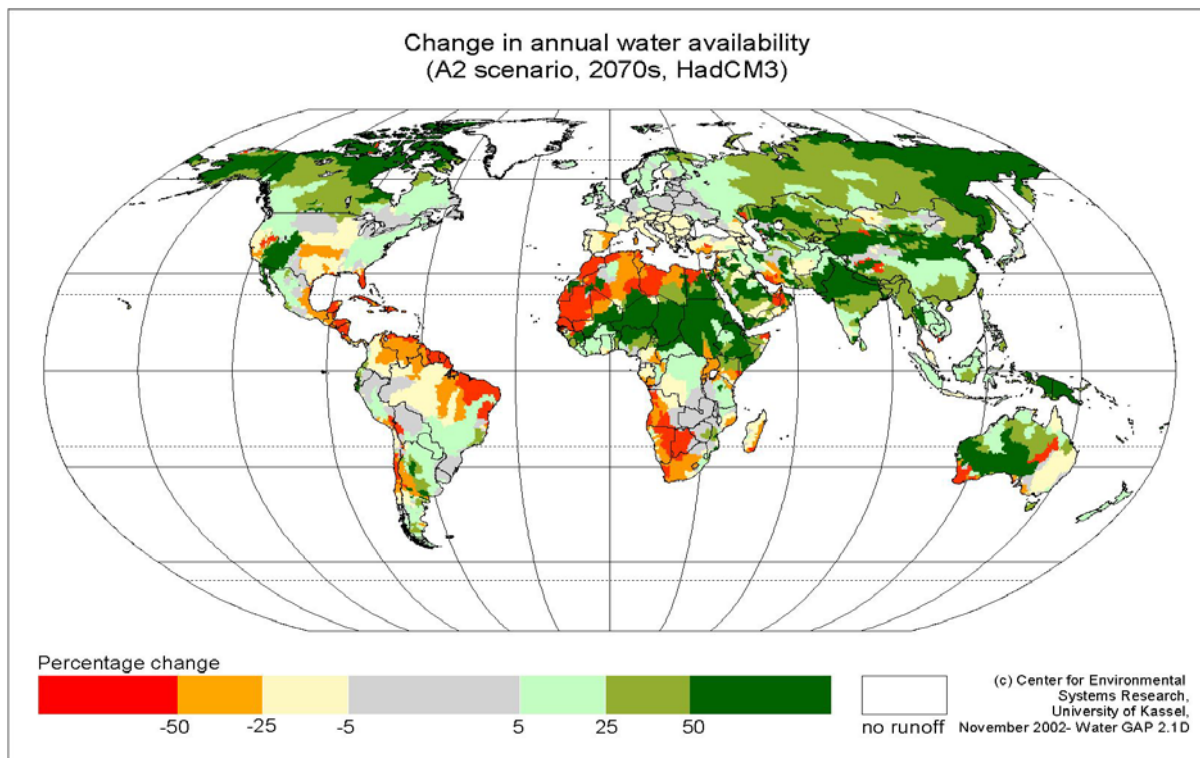 Change in annual water availability
(A2 scenario, 2070s, HadCM3)
Percentage change
-50 -25 -5 5 25 50
no runoff
(c) Center for Environmental
Systems Research,
University of Kassel,
November 2002- Water GAP 2.1D